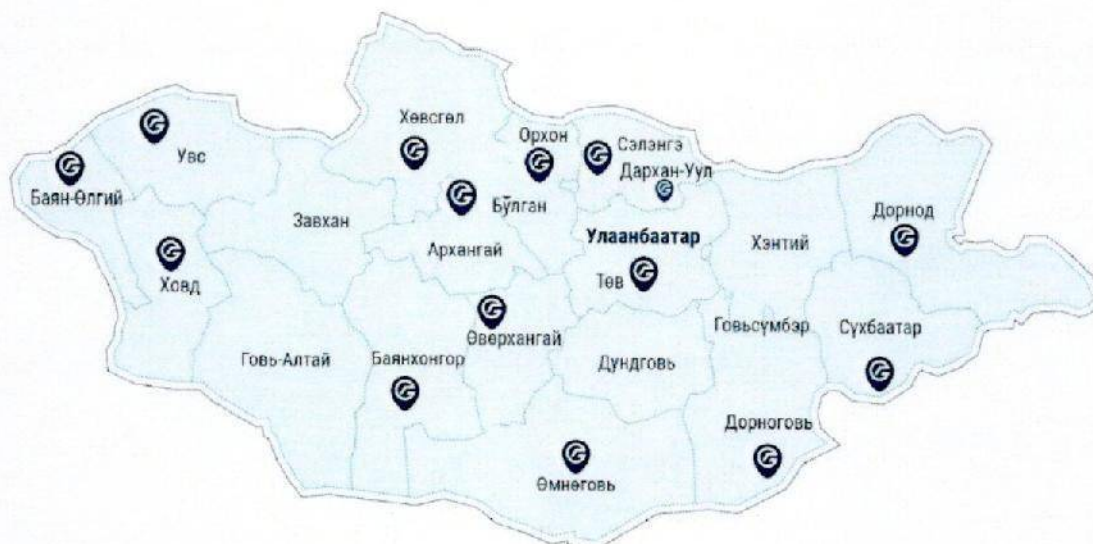 Хөвсгөл
Орхон
Сэлэнгэ
Увс
Дархан-Уул
Баян-Өлгий
Завхан
Бұлган
Дорнод
Улаанбаатар
Хэнтий
Архангай
Ховд
Төв
Говьсүмбэр
Сүхбаатар
Өвөрхангай
Говь-Алтай
Баянхонгор
Дундговь
Дорноговь
Өмнөговь